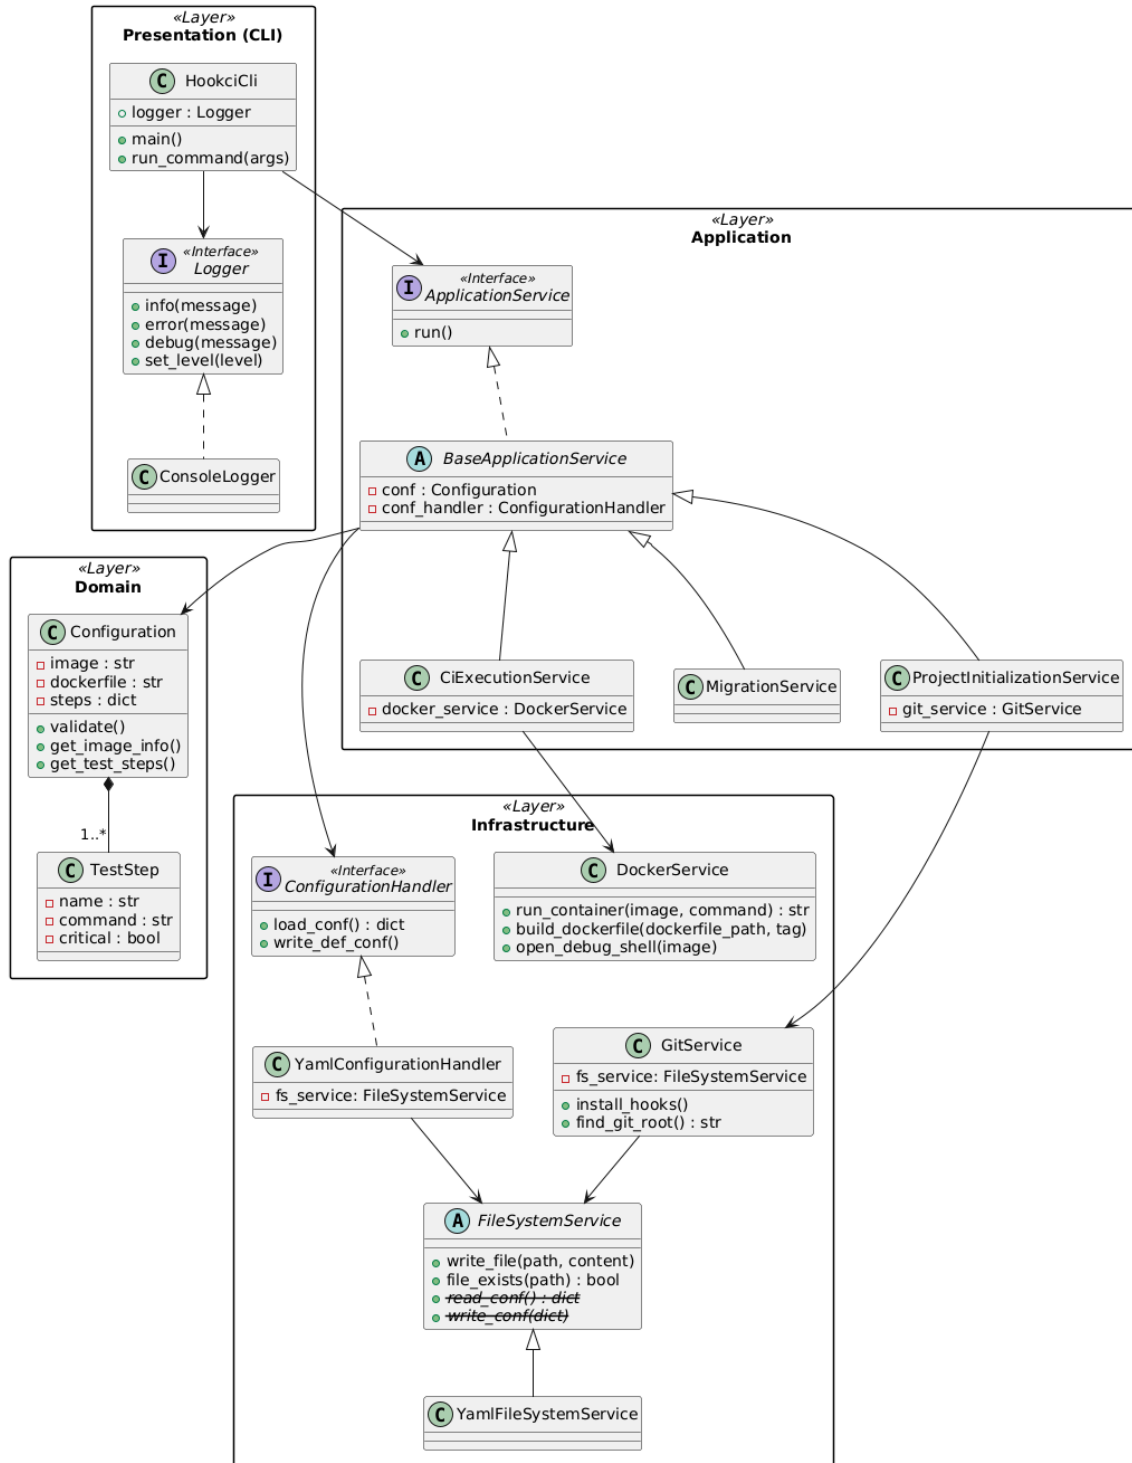 «Layer»
Presentation (CLI)
C HookciCli
logger : Logger
main()
run_command(args)
«Interface»
I Logger
info(message)
error(message)
debug(message)
set_level(level)
C ConsoleLogger
«Layer»
Application
«Interface»
I ApplicationService
run()
A BaseApplicationService
conf : Configuration
conf_handler : ConfigurationHandler
C CiExecutionService
docker_service : DockerService
C MigrationService
C ProjectInitializationService
git_service : GitService
«Layer»
Domain
C Configuration
image : str
dockerfile : str
steps : dict
validate()
get_image_info()
get_test_steps()
1..*
C TestStep
name : str
command : str
critical : bool
«Layer»
Infrastructure
«Interface»
I ConfigurationHandler
load_conf() : dict
write_def_conf()
C DockerService
run_container(image, command) : str
build_dockerfile(dockerfile_path, tag)
open_debug_shell(image)
C YamlConfigurationHandler
fs_service: FileSystemService
C GitService
fs_service: FileSystemService
install_hooks()
find_git_root() : str
A FileSystemService
write_file(path, content)
file_exists(path) : bool
read_conf() : dict
write_conf(dict)
C YamlFileSystemService